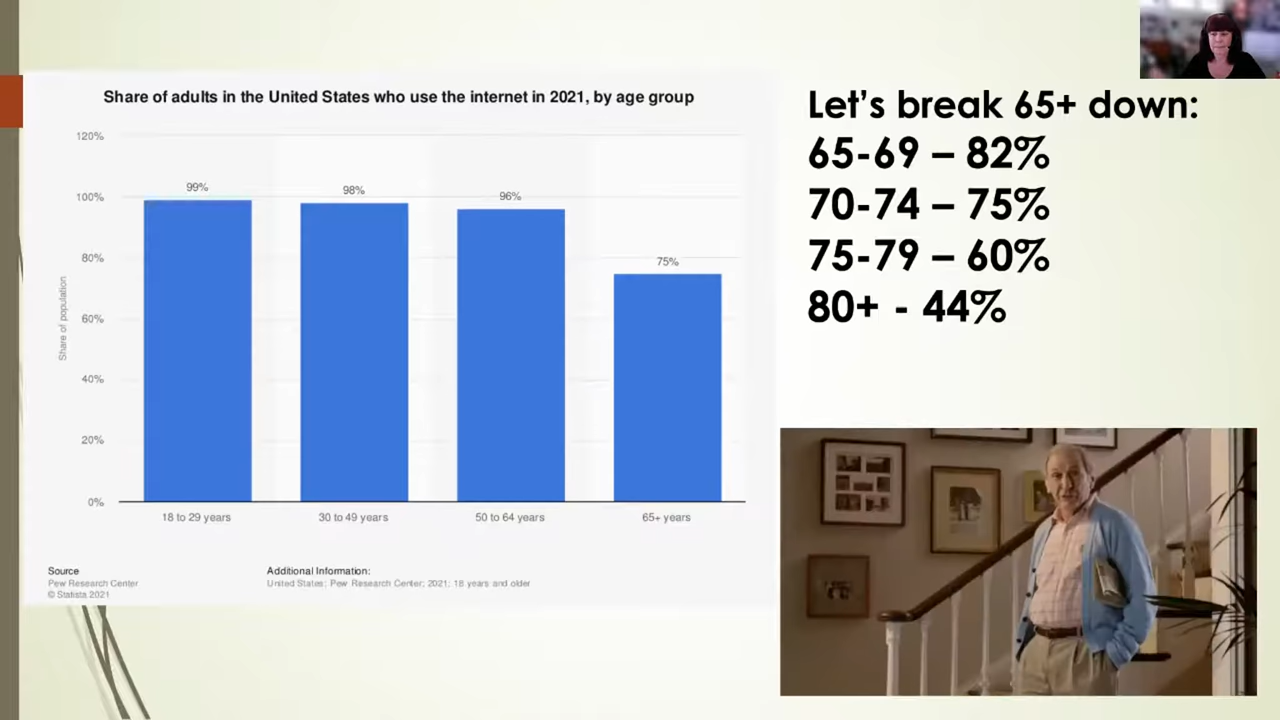 Share of adults in the United States who use the internet in 2021, by age group
120%
100%
80%
60%
40%
20%
0%
Share of population
99%
98%
96%
75%
18 to 29 years
30 to 49 years
50 to 64 years
65+ years
Source
Pew Research Center
© Statista 2021
Additional Information:
United States; Pew Research Center; 2021; 18 years and older
Let's break 65+ down:
65-69 – 82%
70-74 – 75%
75-79 – 60%
80+ - 44%